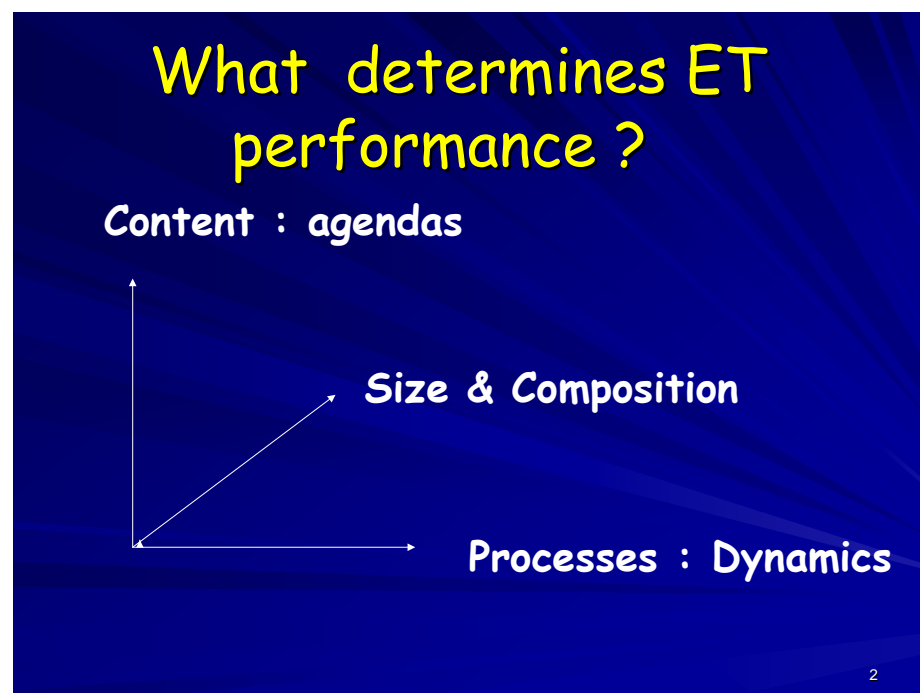 What determines ET
performance ?
Content : agendas
Size & Composition
Processes : Dynamics
2